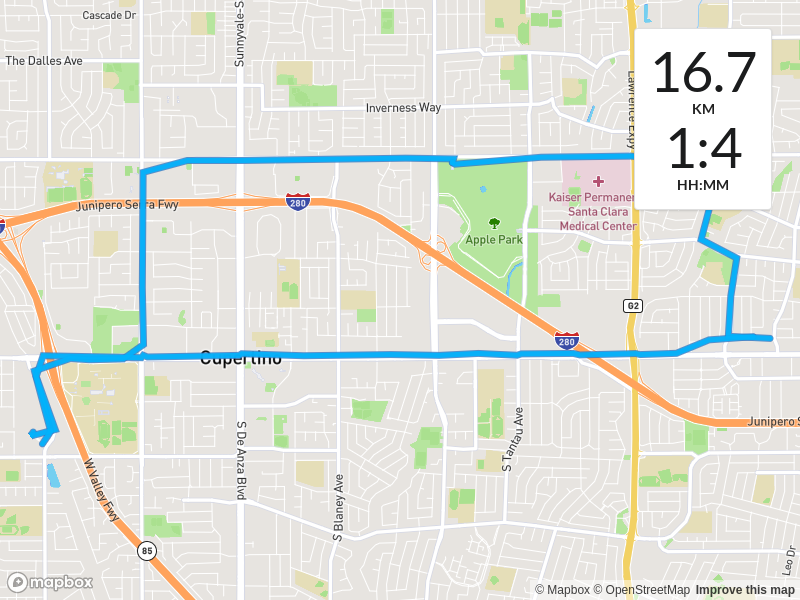 Cascade Dr
Sunnyvale-S
The Dalles Ave
16.7
KM
1:4
HH:MM
Lawrence Expy
Inverness Way
Kaiser Permanen
Santa Clara
Medical Center
Junipero Serra Fwy
280
Apple Park
G2
280
Cupertino
S De Anza Blvd
S Tantau Ave
Junipero S
W Valley Fwy
S Blaney Ave
85
Leo Dr
mapbox
© Mapbox © OpenStreetMap Improve this map